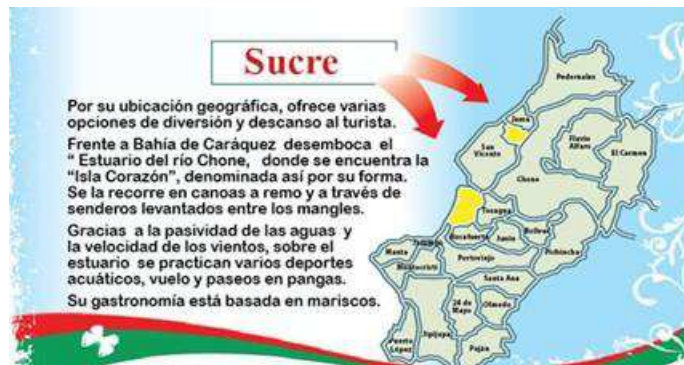 Sucre
Por su ubicación geográfica, ofrece varias
opciones de diversión y descanso al turista.
Frente a Bahía de Caráquez desemboca el
“ Estuario del río Chone, donde se encuentra la
“Isla Corazón”, denominada así por su forma.
Se la recorre en canoas a remo y a través de
senderos levantados entre los mangles.
Gracias a la pasividad de las aguas y
la velocidad de los vientos, sobre el
estuario se practican varios deportes
acuáticos, vuelo y paseos en pangas.
Su gastronomía está basada en mariscos.
Pedernales
Jama
San
Vicente
Flavio
Alfaro
El Carmen
Chone
Tosagua
Rocafuerte
Junín
Bolívar
Pichincha
Manta
Montecristi
Portoviejo
Santa Ana
24 de
Mayo
Olmedo
Jipijapa
Puerto
López
Paján